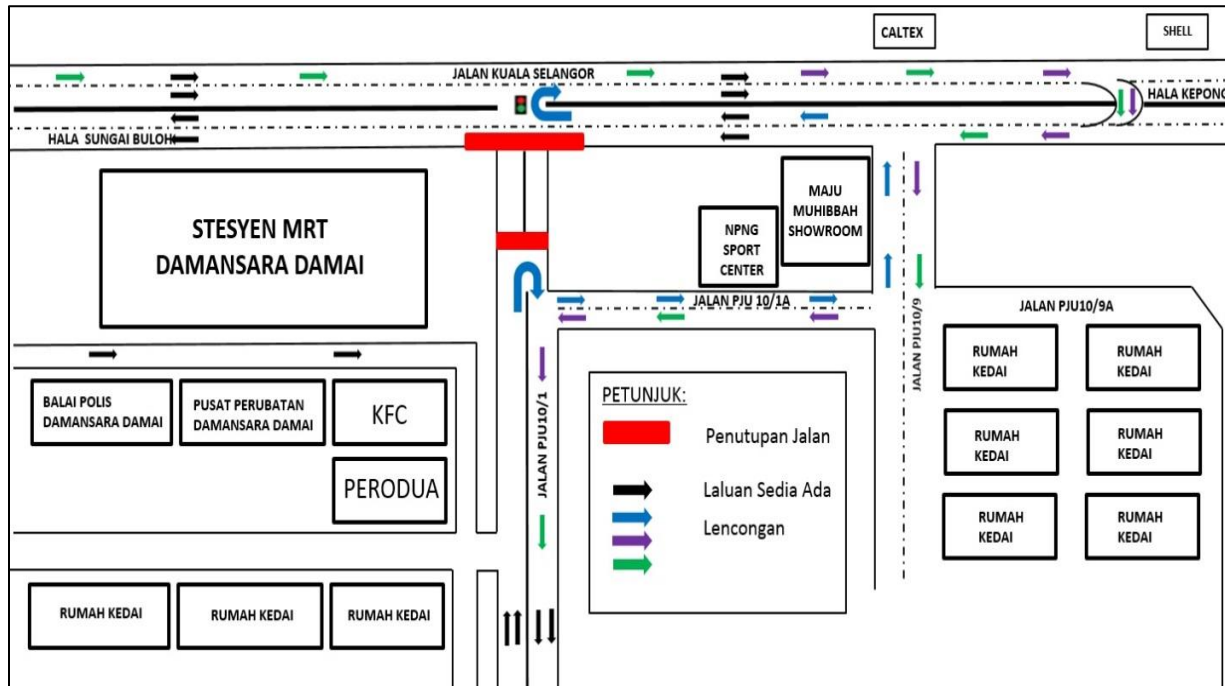 CALTEX
SHELL
JALAN KUALA SELANGOR
HALA KEPONG
HALA SUNGAI BULOH
STESYEN MRT
DAMANSARA DAMAI
NPNG
SPORT
CENTER
MAJU
MUHIBBAH
SHOWROOM
JALAN PJU 10/1A
JALAN PJU10/9
JALAN PJU10/9A
BALAI POLIS
DAMANSARA DAMAI
PUSAT PERUBATAN
DAMANSARA DAMAI
KFC
PERODUA
JALAN PJU10/1
PETUNJUK:
Penutupan Jalan
Laluan Sedia Ada
Lencongan
RUMAH
KEDAI
RUMAH
KEDAI
RUMAH
KEDAI
RUMAH
KEDAI
RUMAH
KEDAI
RUMAH
KEDAI
RUMAH KEDAI
RUMAH KEDAI
RUMAH KEDAI